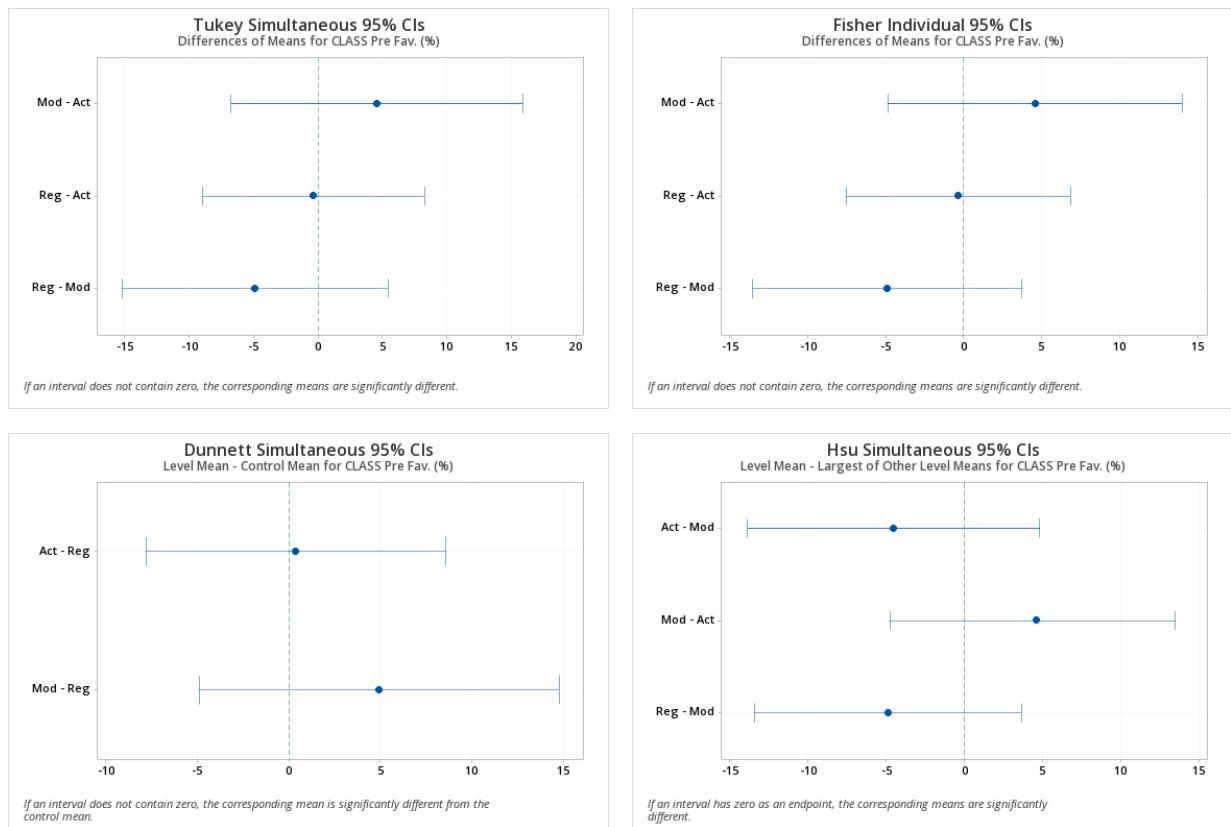 Tukey Simultaneous 95% CIs
Differences of Means for CLASS Pre Fav. (%)
Mod - Act
Reg - Act
Reg - Mod
-15 -10 -5 0 5 10 15 20
If an interval does not contain zero, the corresponding means are significantly different.
Fisher Individual 95% CIs
Differences of Means for CLASS Pre Fav. (%)
Mod - Act
Reg - Act
Reg - Mod
-15 -10 -5 0 5 10 15
If an interval does not contain zero, the corresponding means are significantly different.
Dunnett Simultaneous 95% CIs
Level Mean - Control Mean for CLASS Pre Fav. (%)
Act - Reg
Mod - Reg
-10 -5 0 5 10 15
If an interval does not contain zero, the corresponding mean is significantly different from the
control mean.
Hsu Simultaneous 95% CIs
Level Mean - Largest of Other Level Means for CLASS Pre Fav. (%)
Act - Mod
Mod - Act
Reg - Mod
-15 -10 -5 0 5 10 15
If an interval has zero as an endpoint, the corresponding means are significantly
different.